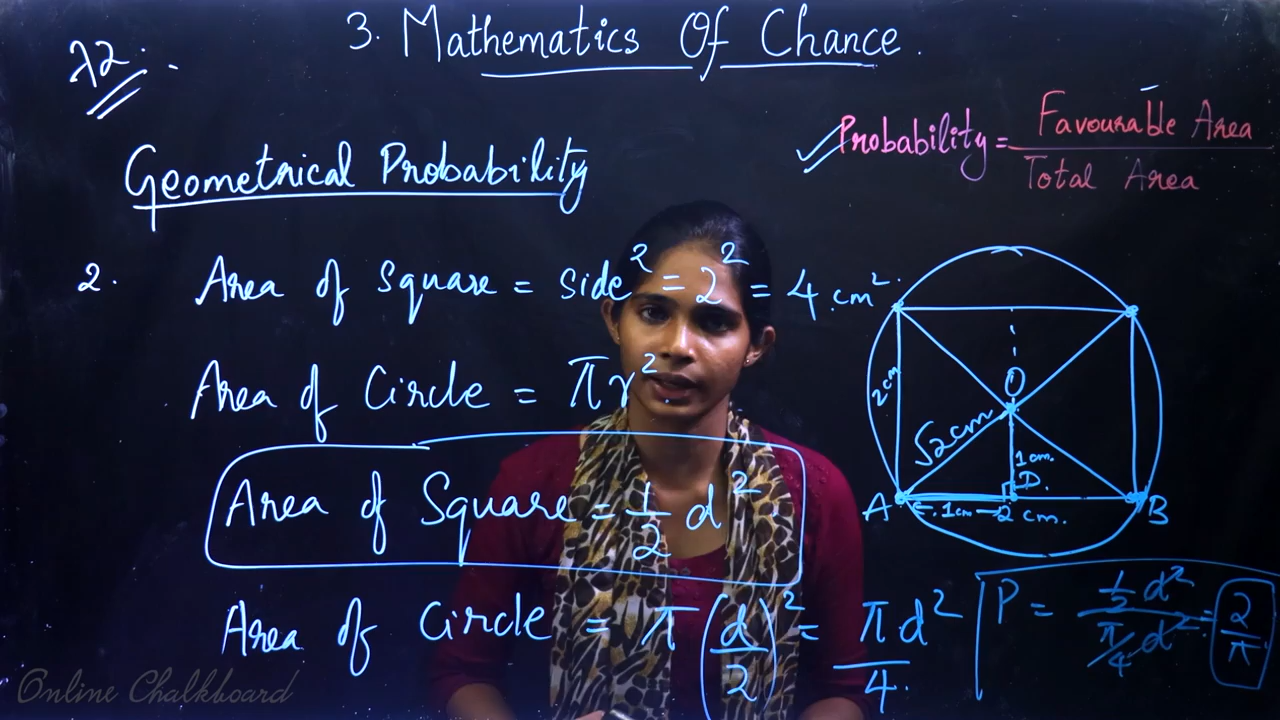 3. Mathematics Of Chance.
72.
Probability = Favourable Area / Total Area
Geometrical Probability
2. Area of square = side² = 2² = 4 cm².
Area of Circle = πr².
Area of Square = 1/2 d²
Area of Circle = π (d/2)² = πd²/4.
2cm
O
√2cm
1cm.
D.
A
1cm
2 cm.
B
P = 1/2 d² / π/4 d² = 2/π
Online Chalkboard